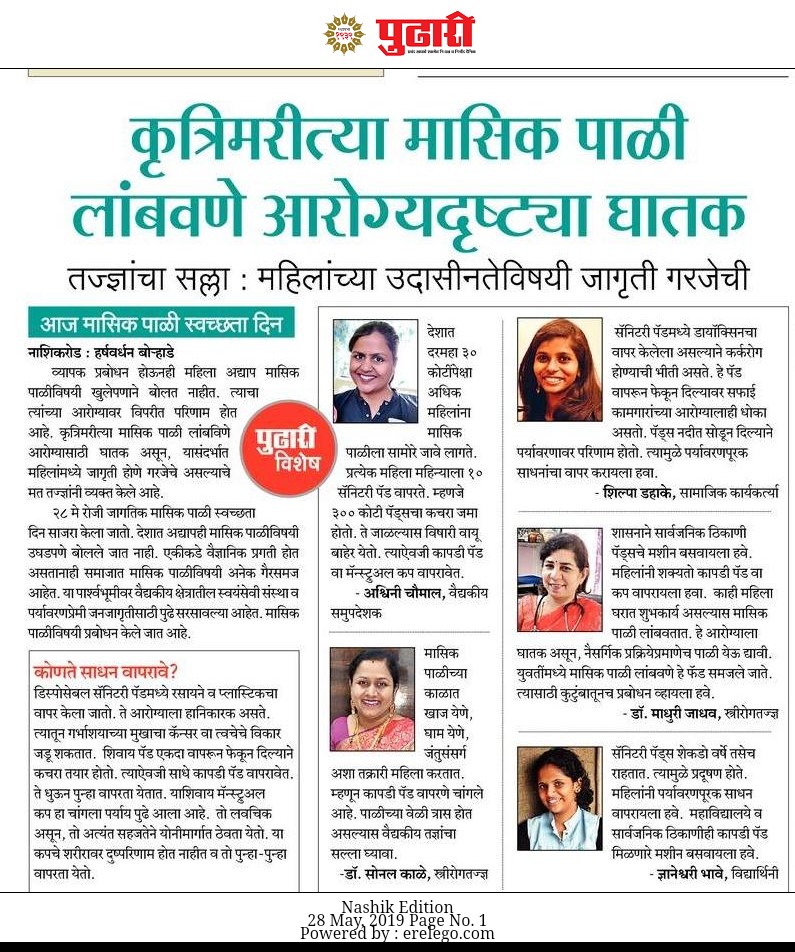 पुढारी
कृत्रिमरीत्या मासिक पाळी
लांबवणे आरोग्यदृष्ट्या घातक
तज्ज्ञांचा सल्ला : महिलांच्या उदासीनतेविषयी जागृती गरजेची
आज मासिक पाळी स्वच्छता दिन
नाशिकरोड : हर्षवर्धन बोऱ्हाडे
व्यापक प्रबोधन होऊनही महिला अद्याप मासिक
पाळीविषयी खुलेपणाने बोलत नाहीत. त्याचा
त्यांच्या आरोग्यावर विपरीत परिणाम होत
आहे. कृत्रिमरीत्या मासिक पाळी लांबविणे
आरोग्यासाठी घातक असून, यासंदर्भात
महिलांमध्ये जागृती होणे गरजेचे असल्याचे
मत तज्ज्ञांनी व्यक्त केले आहे.
२८ मे रोजी जागतिक मासिक पाळी स्वच्छता
दिन साजरा केला जातो. देशात अद्यापही मासिक पाळीविषयी
उघडपणे बोलले जात नाही. एकीकडे वैज्ञानिक प्रगती होत
असतानाही समाजात मासिक पाळीविषयी अनेक गैरसमज
आहेत. या पार्श्वभूमीवर वैद्यकीय क्षेत्रातील स्वयंसेवी संस्था व
पर्यावरणप्रेमी जनजागृतीसाठी पुढे सरसावल्या आहेत. मासिक
पाळीविषयी प्रबोधन केले जात आहे.
पुढारी
विशेष
कोणते साधन वापरावे?
डिस्पोसेबल सॅनिटरी पॅडमध्ये रसायने व प्लास्टिकचा
वापर केला जातो. ते आरोग्याला हानिकारक असते.
त्यातून गर्भाशयाच्या मुखाचा कॅन्सर वा त्वचेचे विकार
जडू शकतात. शिवाय पॅड एकदा वापरून फेकून दिल्याने
कचरा तयार होतो. त्याऐवजी साधे कापडी पॅड वापरावेत.
ते धुऊन पुन्हा वापरता येतात. याशिवाय मॅन्स्ट्रुअल
कप हा चांगला पर्याय पुढे आला आहे. तो लवचिक
असून, तो अत्यंत सहजतेने योनीमार्गात ठेवता येतो. या
कपचे शरीरावर दुष्परिणाम होत नाहीत व तो पुन्हा-पुन्हा
वापरता येतो.
देशात
दरमहा ३०
कोटींपेक्षा
अधिक
महिलांना
मासिक
पाळीला सामोरे जावे लागते.
प्रत्येक महिला महिन्याला १०
सॅनिटरी पॅड वापरते. म्हणजे
३०० कोटी पॅड्सचा कचरा जमा
होतो. ते जाळल्यास विषारी वायू
बाहेर येतो. त्याऐवजी कापडी पॅड
वा मॅन्स्ट्रुअल कप वापरावेत.
- अश्विनी चौमाल, वैद्यकीय
समुपदेशक
मासिक
पाळीच्या
काळात
खाज येणे,
घाम येणे,
जंतुसंसर्ग
अशा तक्रारी महिला करतात.
म्हणून कापडी पॅड वापरणे चांगले
आहे. पाळीच्या वेळी त्रास होत
असल्यास वैद्यकीय तज्ञांचा
सल्ला घ्यावा.
-डॉ. सोनल काळे, स्त्रीरोगतज्ज्ञ
सॅनिटरी पॅडमध्ये डायॉक्सिनचा
वापर केलेला असल्याने कर्करोग
होण्याची भीती असते. हे पॅड
वापरून फेकून दिल्यावर सफाई
कामगारांच्या आरोग्यालाही धोका
असतो. पॅड्स नदीत सोडून दिल्याने
पर्यावरणावर परिणाम होतो. त्यामुळे पर्यावरणपूरक
साधनांचा वापर करायला हवा.
- शिल्पा डहाके, सामाजिक कार्यकर्त्या
शासनाने सार्वजनिक ठिकाणी
पॅड्सचे मशीन बसवायला हवे.
महिलांनी शक्यतो कापडी पॅड वा
कप वापरायला हवा. काही महिला
घरात शुभकार्य असल्यास मासिक
पाळी लांबवतात. हे आरोग्याला
घातक असून, नैसर्गिक प्रक्रियेप्रमाणेच पाळी येऊ द्यावी.
युवतींमध्ये मासिक पाळी लांबवणे हे फॅड समजले जाते.
त्यासाठी कुटुंबातूनच प्रबोधन व्हायला हवे.
- डॉ. माधुरी जाधव, स्त्रीरोगतज्ज्ञ
सॅनिटरी पॅड्स शेकडो वर्षे तसेच
राहतात. त्यामुळे प्रदूषण होते.
महिलांनी पर्यावरणपूरक साधन
वापरायला हवे. महाविद्यालये व
सार्वजनिक ठिकाणीही कापडी पॅड
मिळणारे मशीन बसवायला हवे.
- ज्ञानेश्वरी भावे, विद्यार्थिनी
Nashik Edition
28 May, 2019 Page No. 1
Powered by : erelego.com